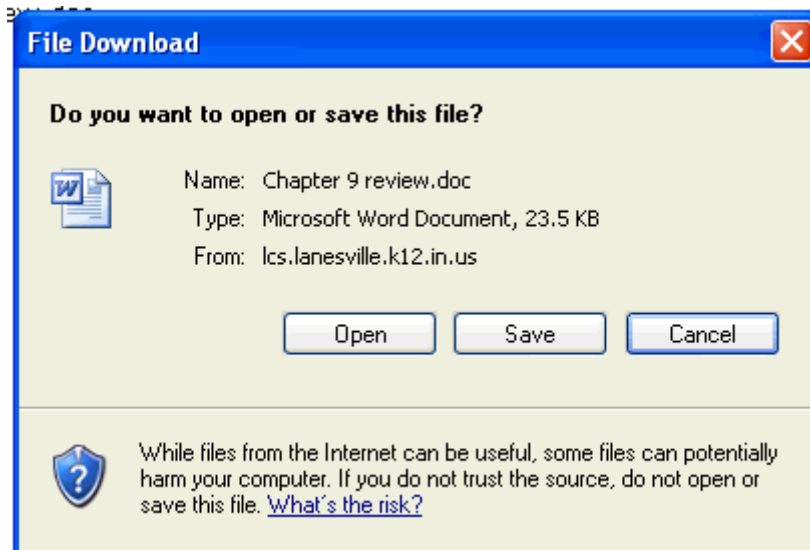 File Download
Do you want to open or save this file?
Name: Chapter 9 review.doc
Type: Microsoft Word Document, 23.5 KB
From: lcs.lanesville.k12.in.us
Open Save Cancel
While files from the Internet can be useful, some files can potentially
harm your computer. If you do not trust the source, do not open or
save this file. What's the risk?